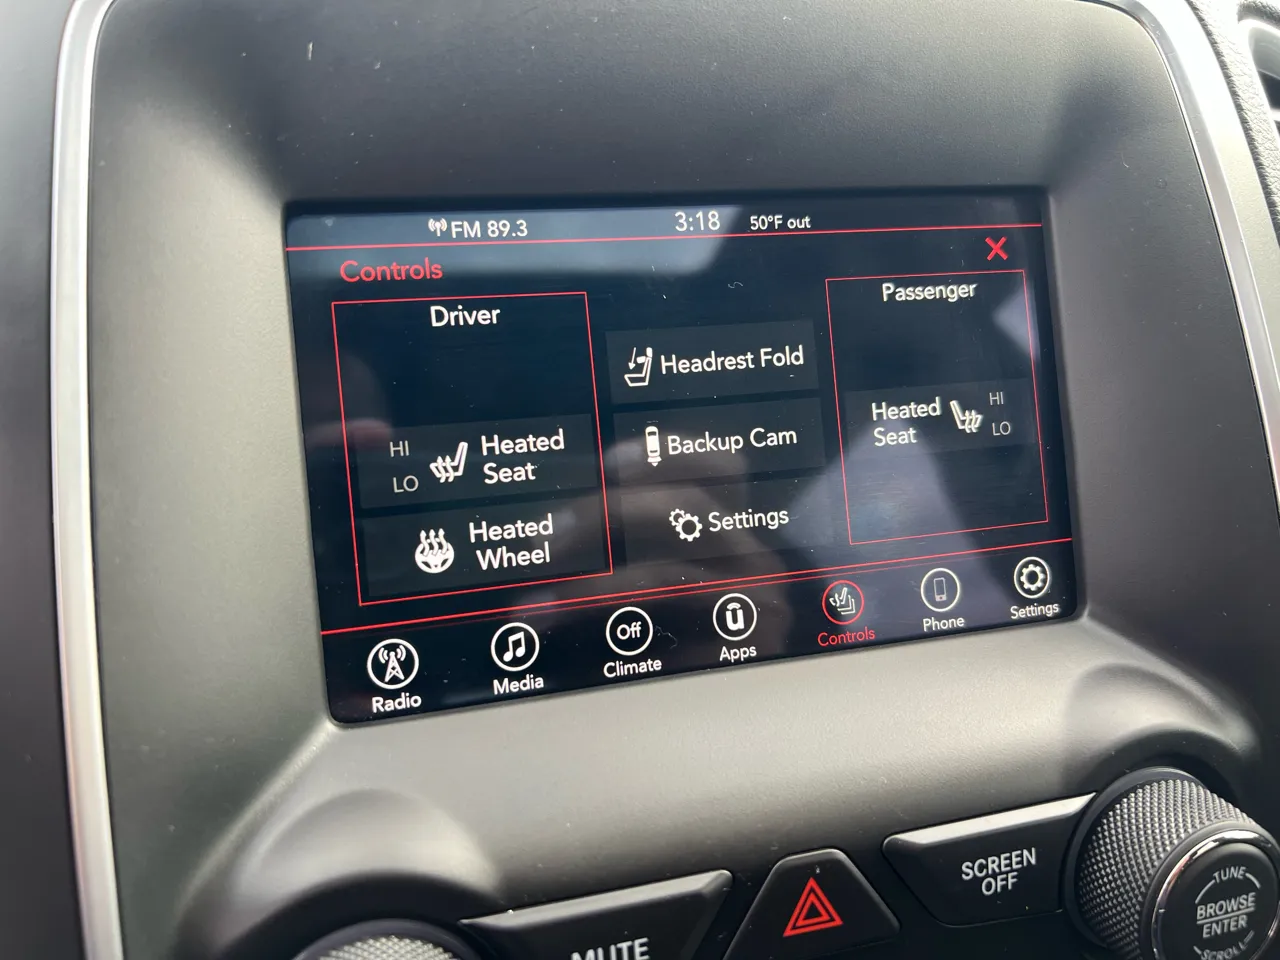 FM 89.3 3:18 50°F out
Controls X
Driver
HI
LO
Heated
Seat
Heated
Wheel
Headrest Fold
Backup Cam
Settings
Passenger
Heated
Seat
HI
LO
Radio
Media
Off
Climate
Apps
Controls
Phone
Settings
MUTE
SCREEN
OFF
TUNE
BROWSE
ENTER
SCROLL